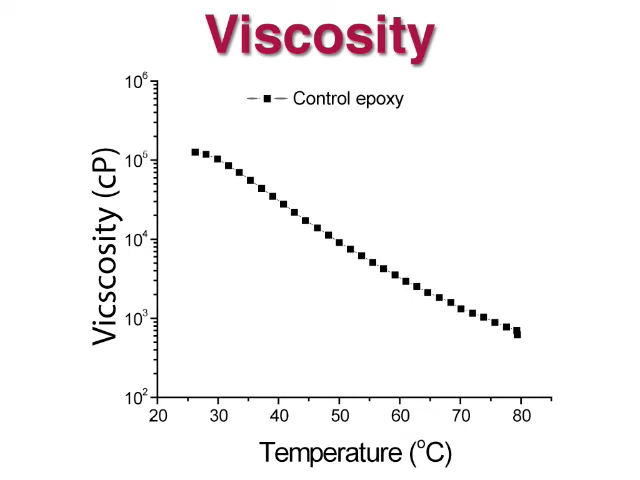 Viscosity
Control epoxy
10⁶
10⁵
10⁴
10³
10²
Vicscosity (cP)
20 30 40 50 60 70 80
Temperature (°C)